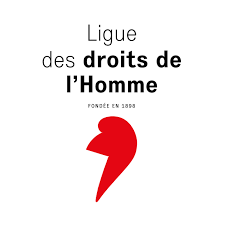 Ligue
des droits de
l'Homme
FONDÉE EN 1898